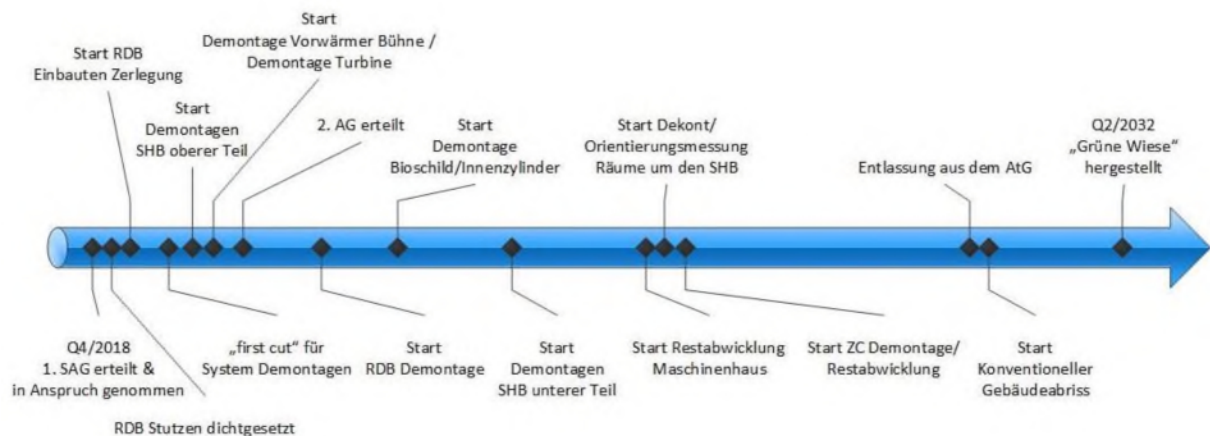 Start RDB
Einbauten Zerlegung
Start
Demontagen
SHB oberer Teil
Start
Demontage Vorwärmer Bühne /
Demontage Turbine
2. AG erteilt
Start
Demontage
Bioschild/Innenzylinder
Start Dekont/
Orientierungsmessung
Räume um den SHB
Entlassung aus dem AtG
Q2/2032
„Grüne Wiese“
hergestellt
Q4/2018
1. SAG erteilt &
in Anspruch genommen
RDB Stutzen dichtgesetzt
„first cut“ für
System Demontagen
Start
RDB Demontage
Start
Demontagen
SHB unterer Teil
Start Restabwicklung
Maschinenhaus
Start ZC Demontage/
Restabwicklung
Start
Konventioneller
Gebäudeabriss